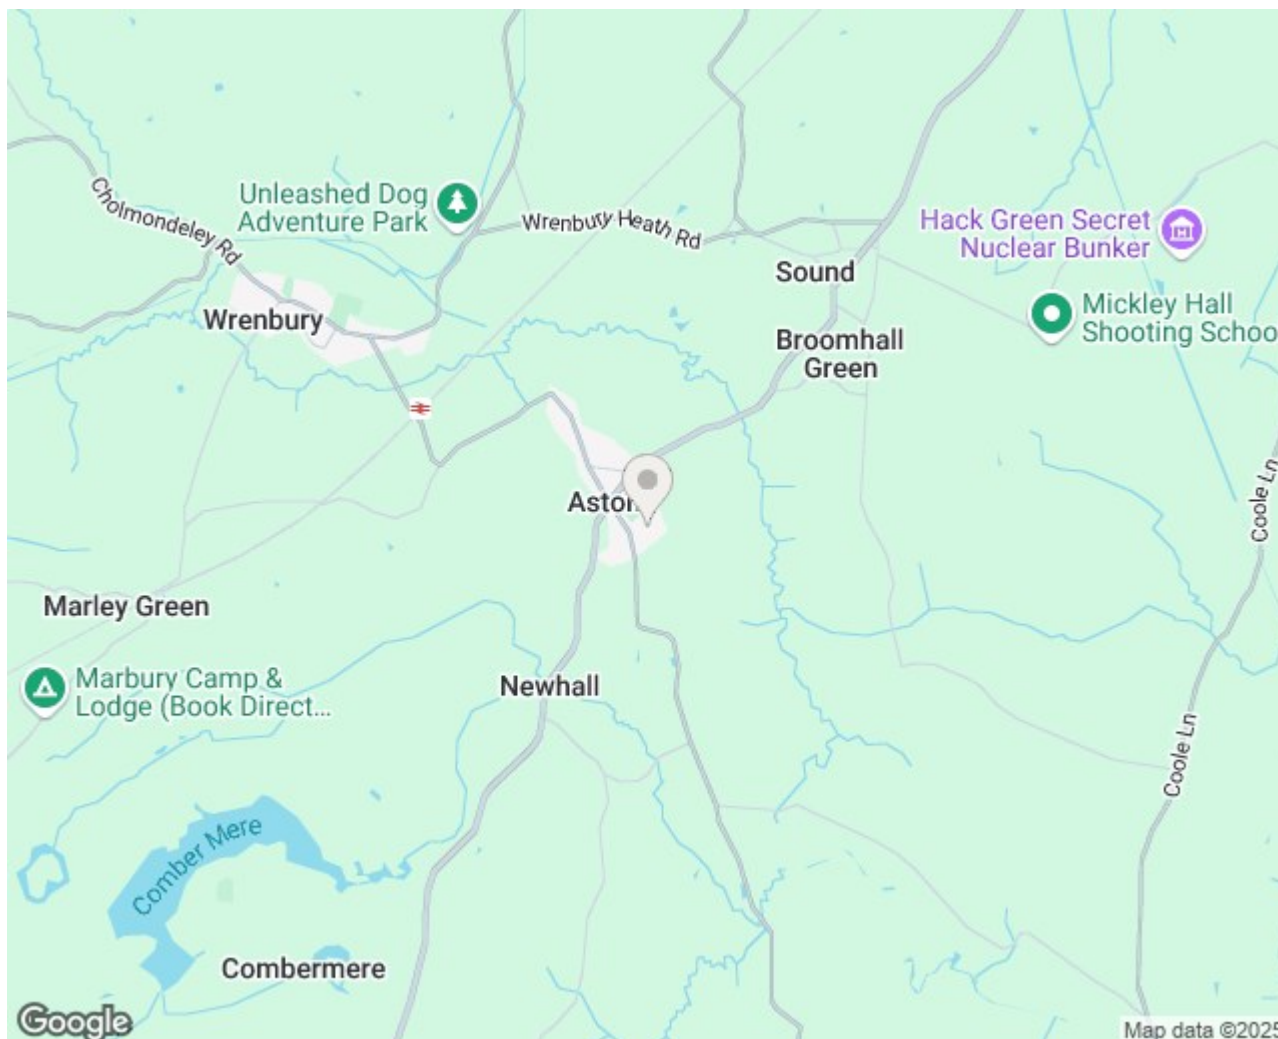 Unleashed Dog
Adventure Park
Cholmondeley Rd
Wrenbury Heath Rd
Hack Green Secret
Nuclear Bunker
Sound
Mickley Hall
Shooting Schoo
Wrenbury
Broomhall
Green
Aston
Coole Ln
Marley Green
Marbury Camp &
Lodge (Book Direct...
Newhall
Coole Ln
Comber Mere
Combermere
Google
Map data ©2025